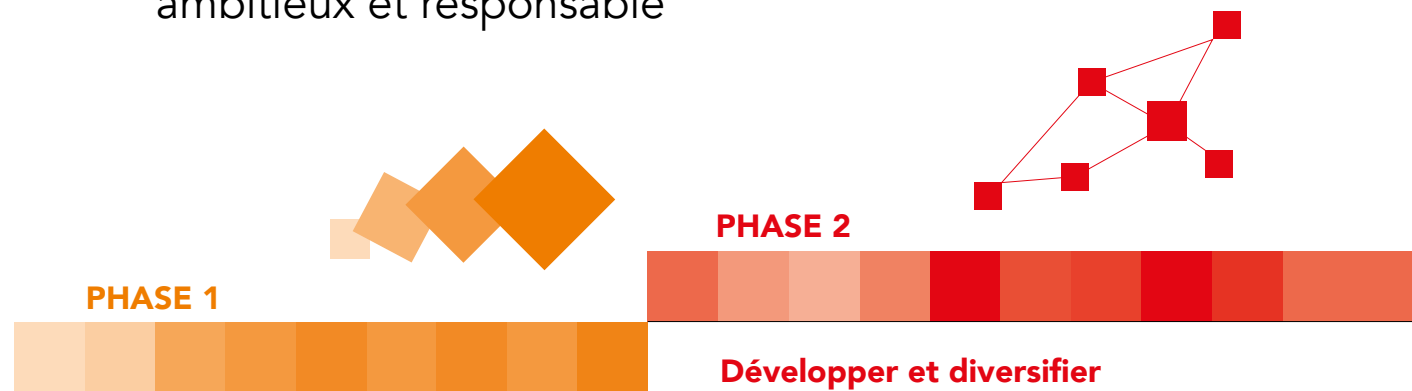 ambitieux et responsable
PHASE 2
PHASE 1
Développer et diversifier